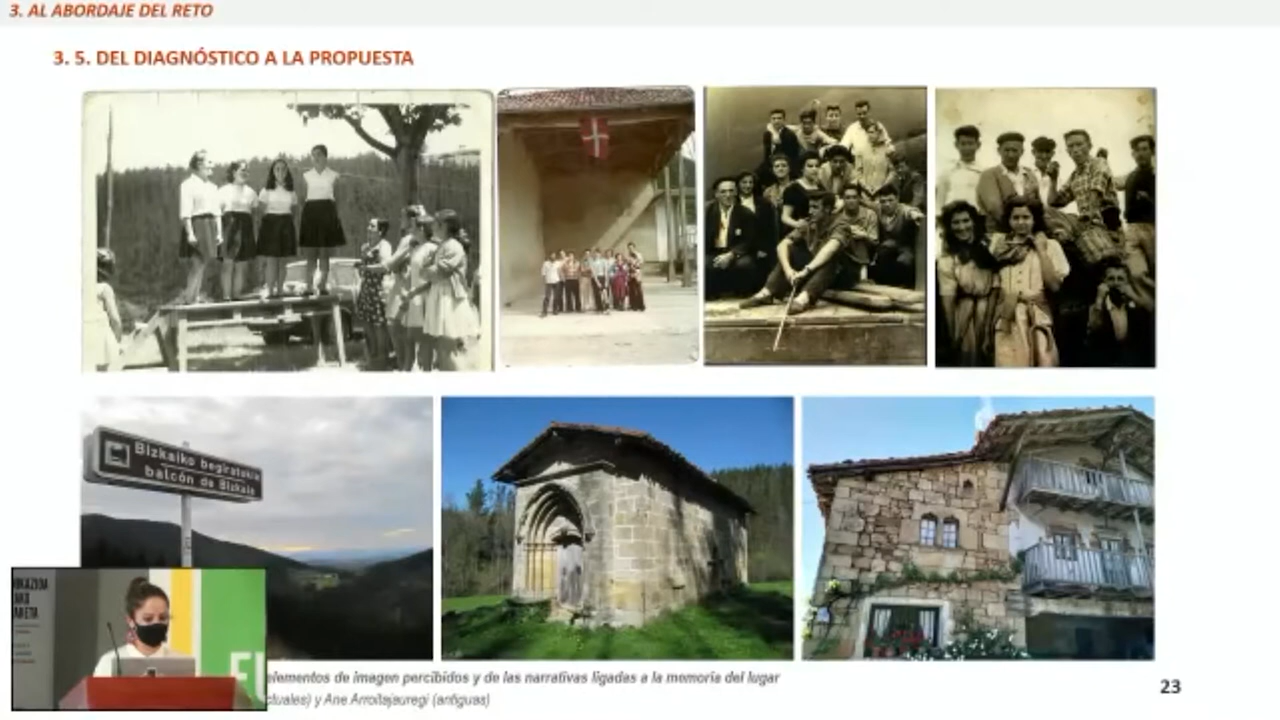 3. AL ABORDAJE DEL RETO
3. 5. DEL DIAGNÓSTICO A LA PROPUESTA
Bizkaiko begiratokia
balcón de Bizkaia
elementos de imagen percibidos y de las narrativas ligadas a la memoria del lugar
ctuales) y Ane Arroitajauregi (antiguas)
23